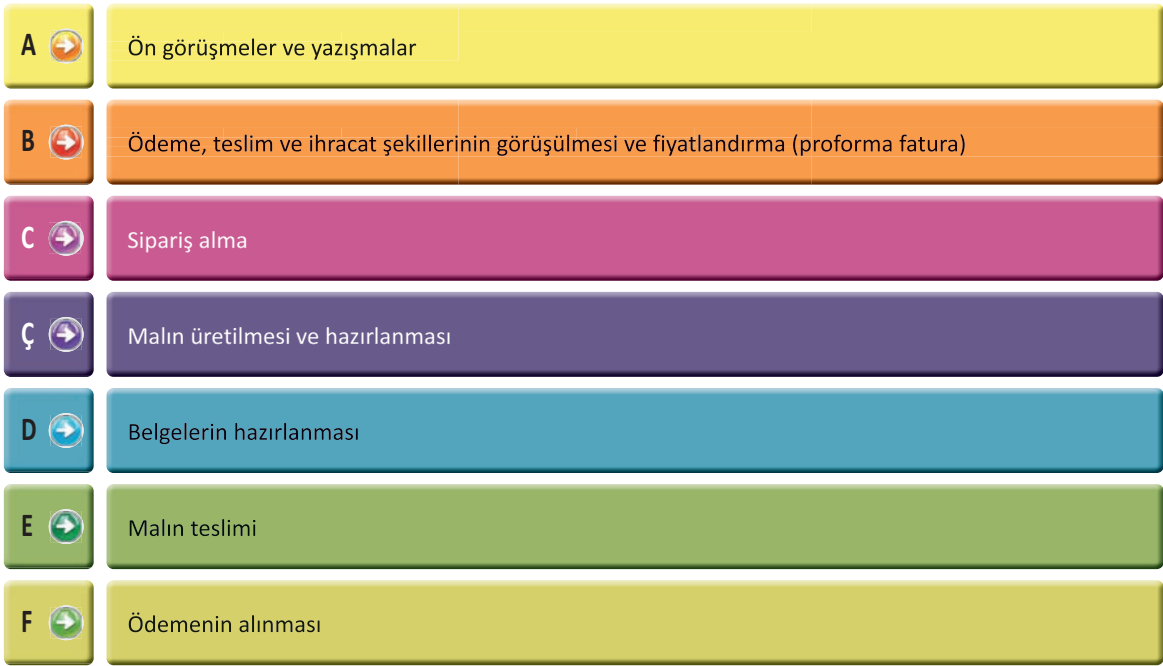 A Ön görüşmeler ve yazışmalar
B Ödeme, teslim ve ihracat şekillerinin görüşülmesi ve fiyatlandırma (proforma fatura)
C Sipariş alma
Ç Malın üretilmesi ve hazırlanması
D Belgelerin hazırlanması
E Malın teslimi
F Ödemenin alınması